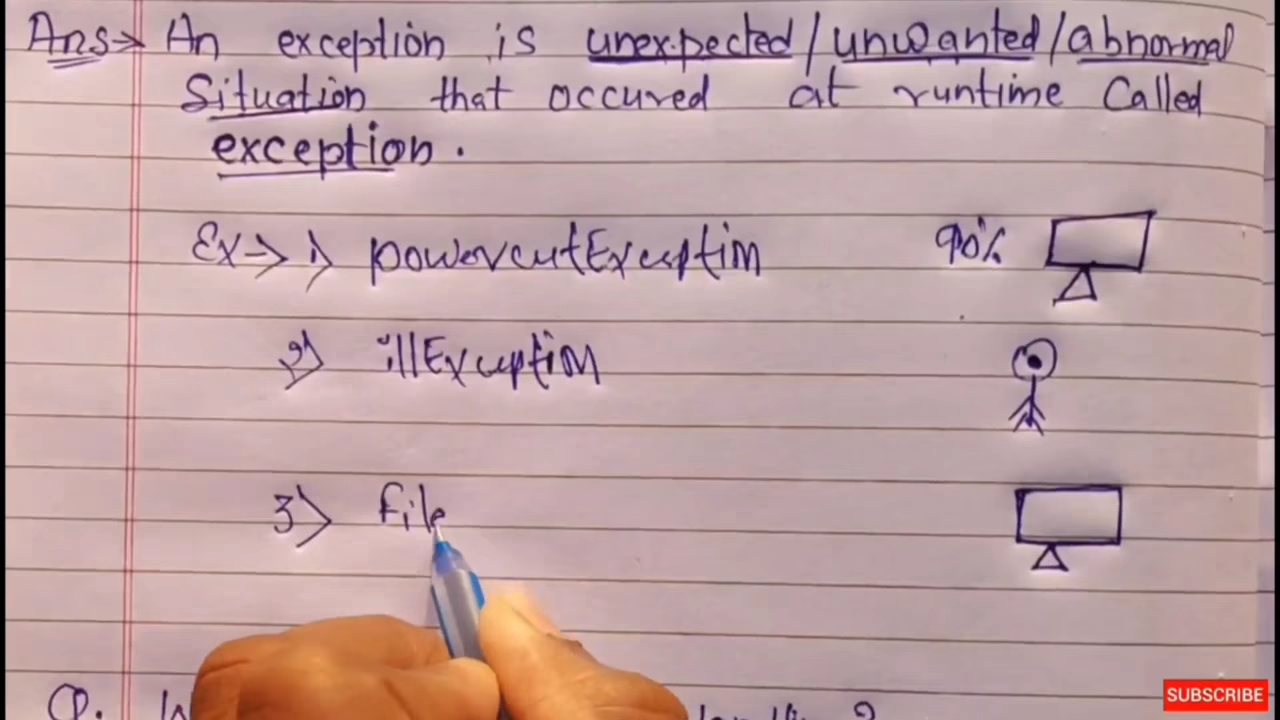 Ans→ An exception is unexpected/unwanted/abnormal
Situation that occured at runtime Called
exception.
Ex→ 1) powercutException 90%
2) illException
3) file
Q.
SUBSCRIBE